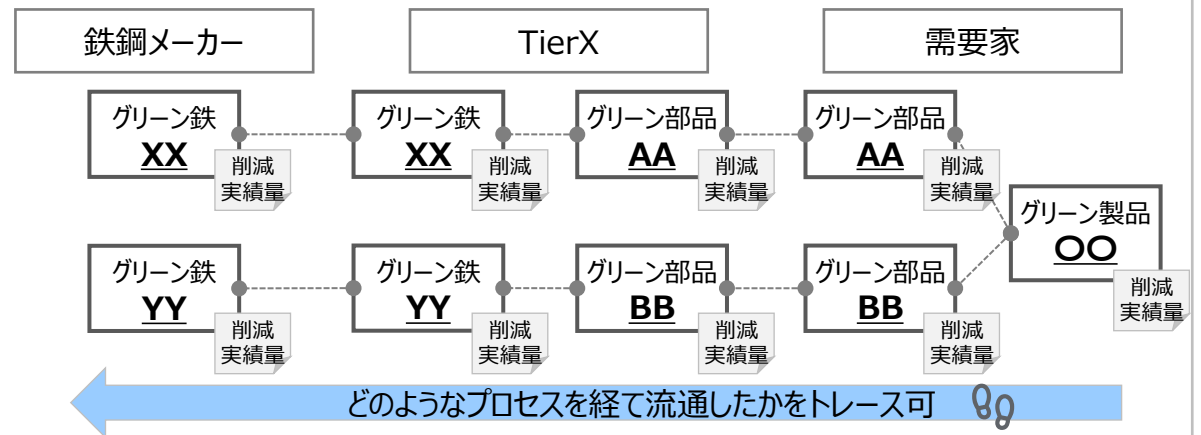 鉄鋼メーカー
TierX
需要家
グリーン鉄
XX
削減
実績量
グリーン鉄
XX
削減
実績量
グリーン部品
AA
削減
実績量
グリーン部品
AA
削減
実績量
グリーン鉄
YY
削減
実績量
グリーン鉄
YY
削減
実績量
グリーン部品
BB
削減
実績量
グリーン部品
BB
削減
実績量
グリーン製品
〇〇
削減
実績量
どのようなプロセスを経て流通したかをトレース可